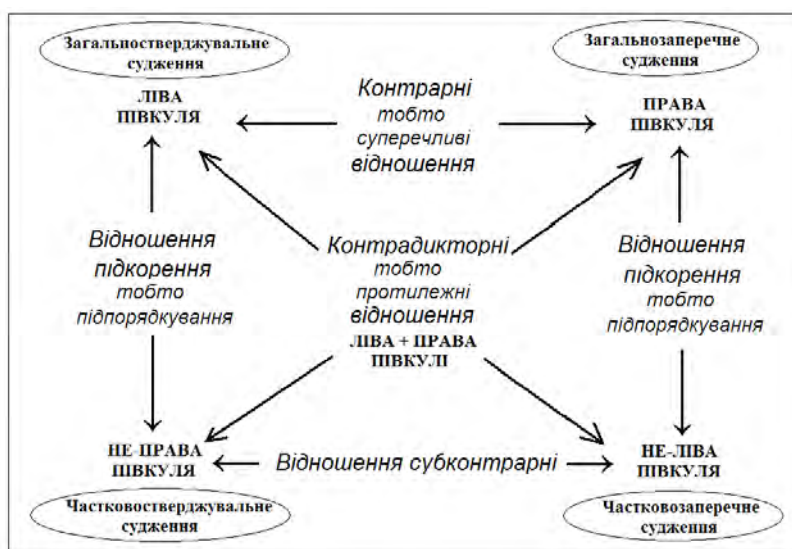 Загальностверджувальне
судження
Загальнозаперечне
судження
ЛІВА
ПІВКУЛЯ
Контрарні
тобто
суперечливі
відношення
ПРАВА
ПІВКУЛЯ
Відношення
підкорення
тобто
підпорядкування
Контрадикторні
тобто
протилежні
відношення
ЛІВА + ПРАВА
ПІВКУЛІ
Відношення
підкорення
тобто
підпорядкування
НЕ-ПРАВА
ПІВКУЛЯ
Відношення субконтрарні
НЕ-ЛІВА
ПІВКУЛЯ
Частковостверджувальне
судження
Частковозаперечне
судження